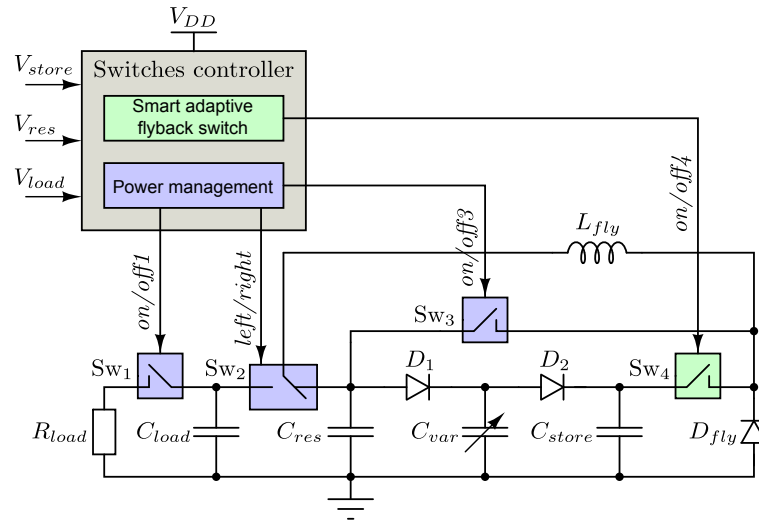 V_DD
Switches controller
V_store
Smart adaptive
flyback switch
V_res
V_load
Power management
on/off1
left/right
on/off3
on/off4
L_fly
Sw_3
Sw_1
Sw_2
D_1
D_2
Sw_4
R_load
C_load
C_res
C_var
C_store
D_fly